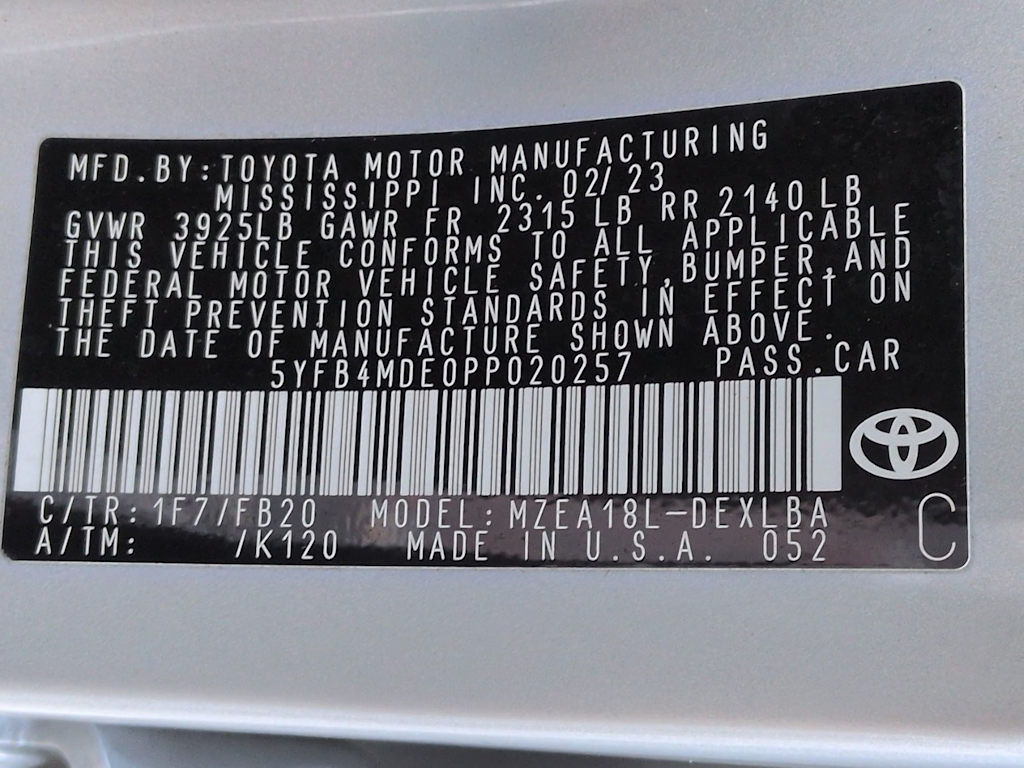 MFD.BY:TOYOTA MOTOR MANUFACTURING
MISSISSIPPI INC. 02/23
GVWR 3925LB GAWR FR 2315 LB RR 2140 LB
THIS VEHICLE CONFORMS TO ALL APPLICABLE
FEDERAL MOTOR VEHICLE SAFETY,BUMPER,AND
THEFT PREVENTION STANDARDS IN EFFECT ON
THE DATE OF MANUFACTURE SHOWN ABOVE.
5YFB4MDE0PP020257 PASS.CAR
C/TR:1F7/FB20 MODEL:MZEA18L-DEXLBA
A/TM: /K120 MADE IN U.S.A. 052
C